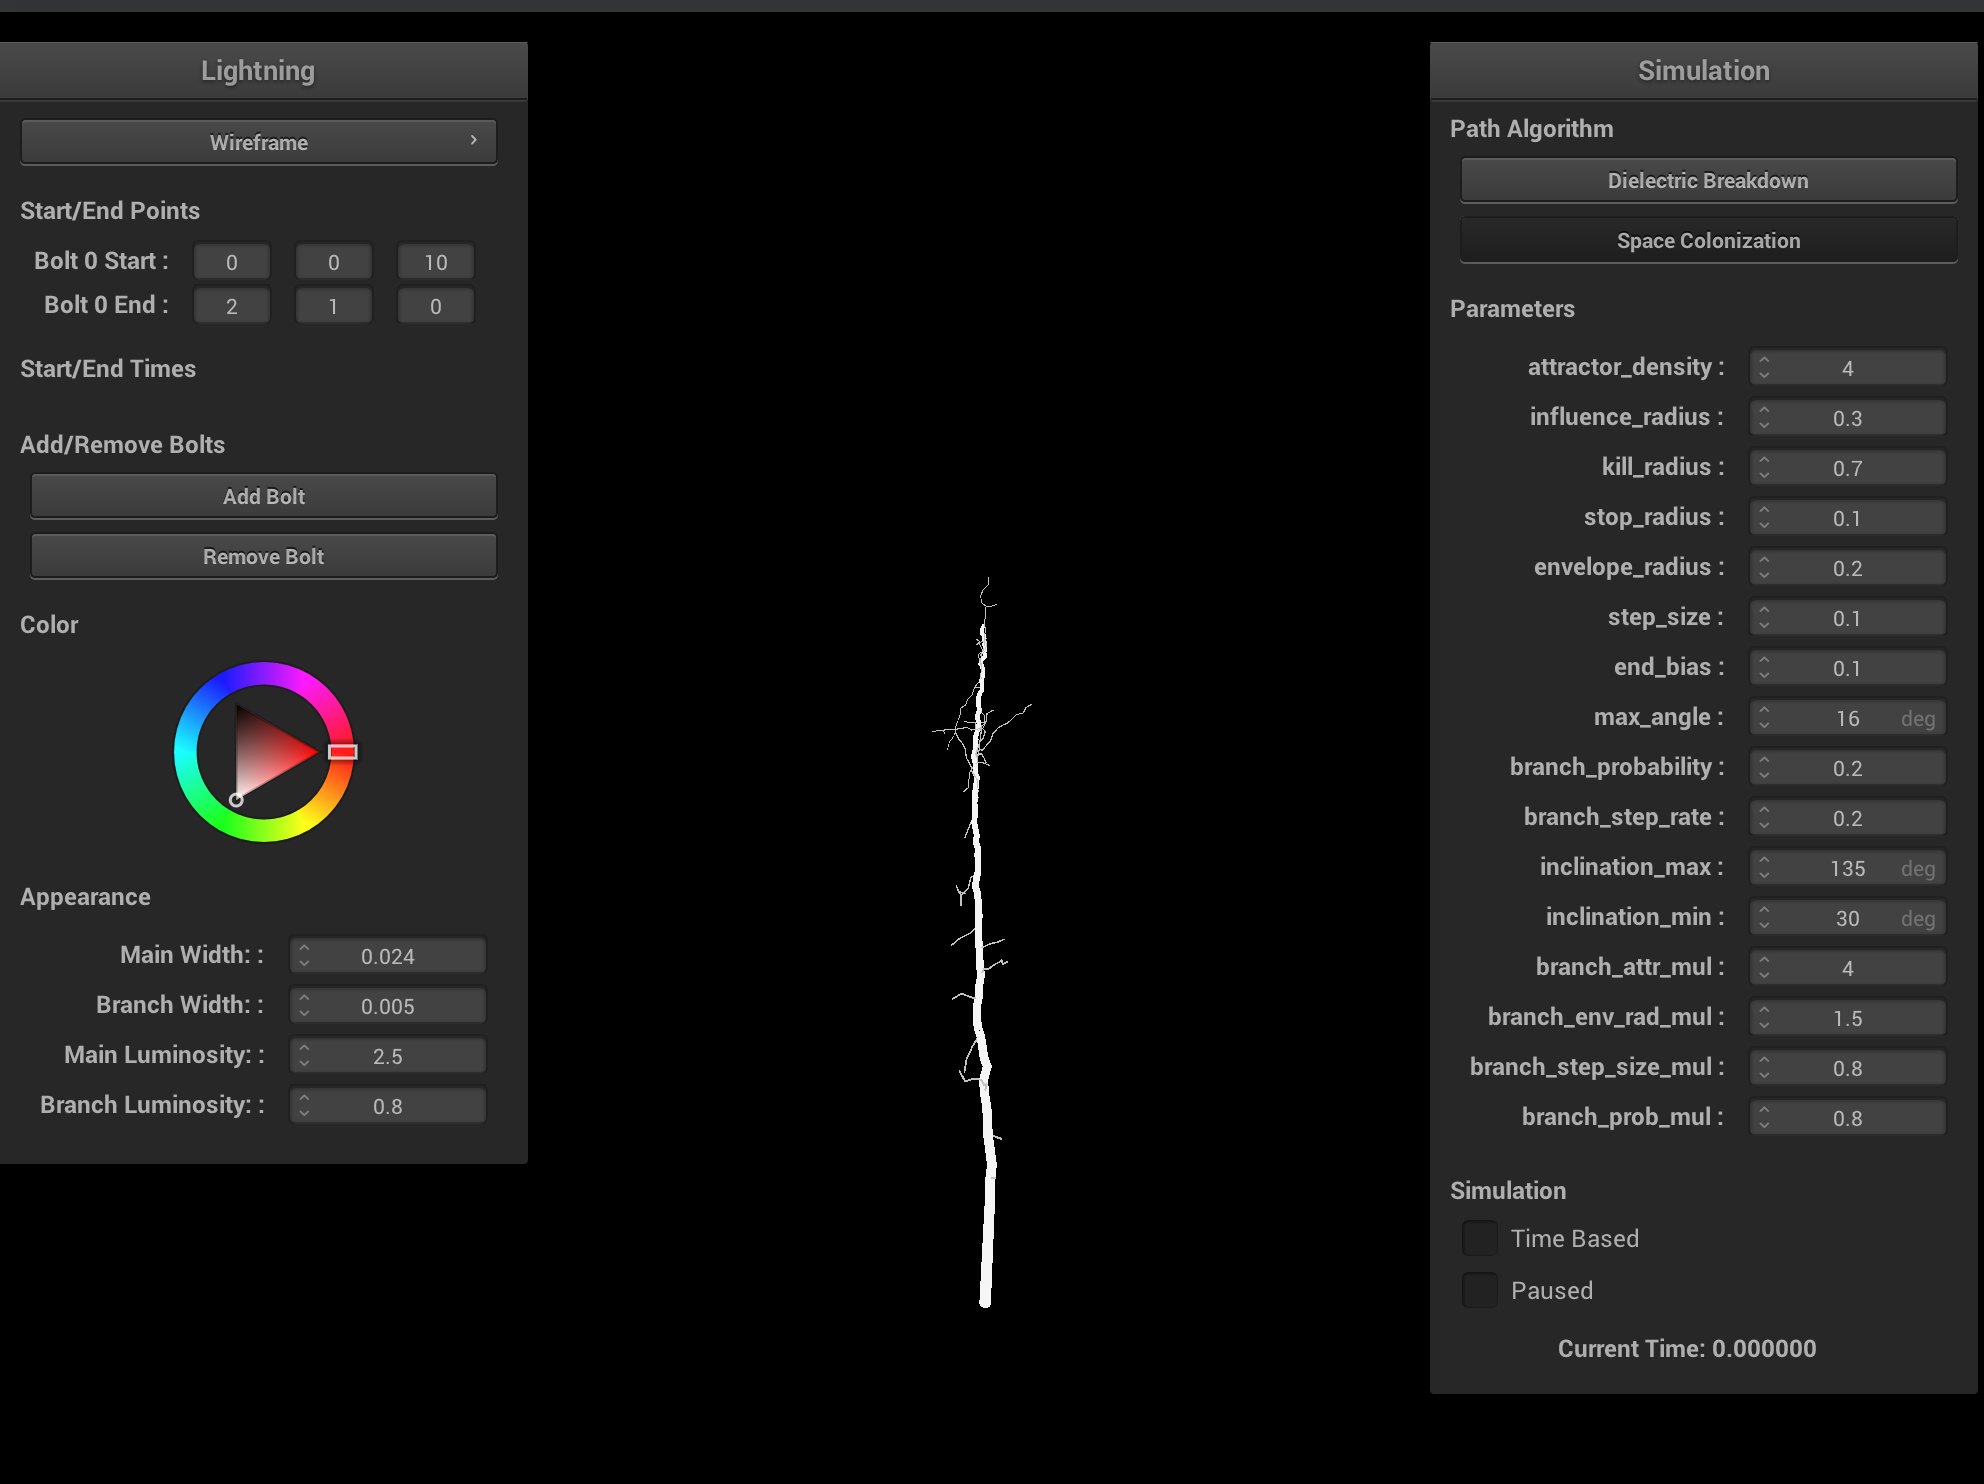 Lightning
Wireframe
Start/End Points
Bolt 0 Start : 0 0 10
Bolt 0 End : 2 1 0
Start/End Times
Add/Remove Bolts
Add Bolt
Remove Bolt
Color
Appearance
Main Width: : 0.024
Branch Width: : 0.005
Main Luminosity: : 2.5
Branch Luminosity: : 0.8
Simulation
Path Algorithm
Dielectric Breakdown
Space Colonization
Parameters
attractor_density : 4
influence_radius : 0.3
kill_radius : 0.7
stop_radius : 0.1
envelope_radius : 0.2
step_size : 0.1
end_bias : 0.1
max_angle : 16 deg
branch_probability : 0.2
branch_step_rate : 0.2
inclination_max : 135 deg
inclination_min : 30 deg
branch_attr_mul : 4
branch_env_rad_mul : 1.5
branch_step_size_mul : 0.8
branch_prob_mul : 0.8
Simulation
Time Based
Paused
Current Time: 0.000000